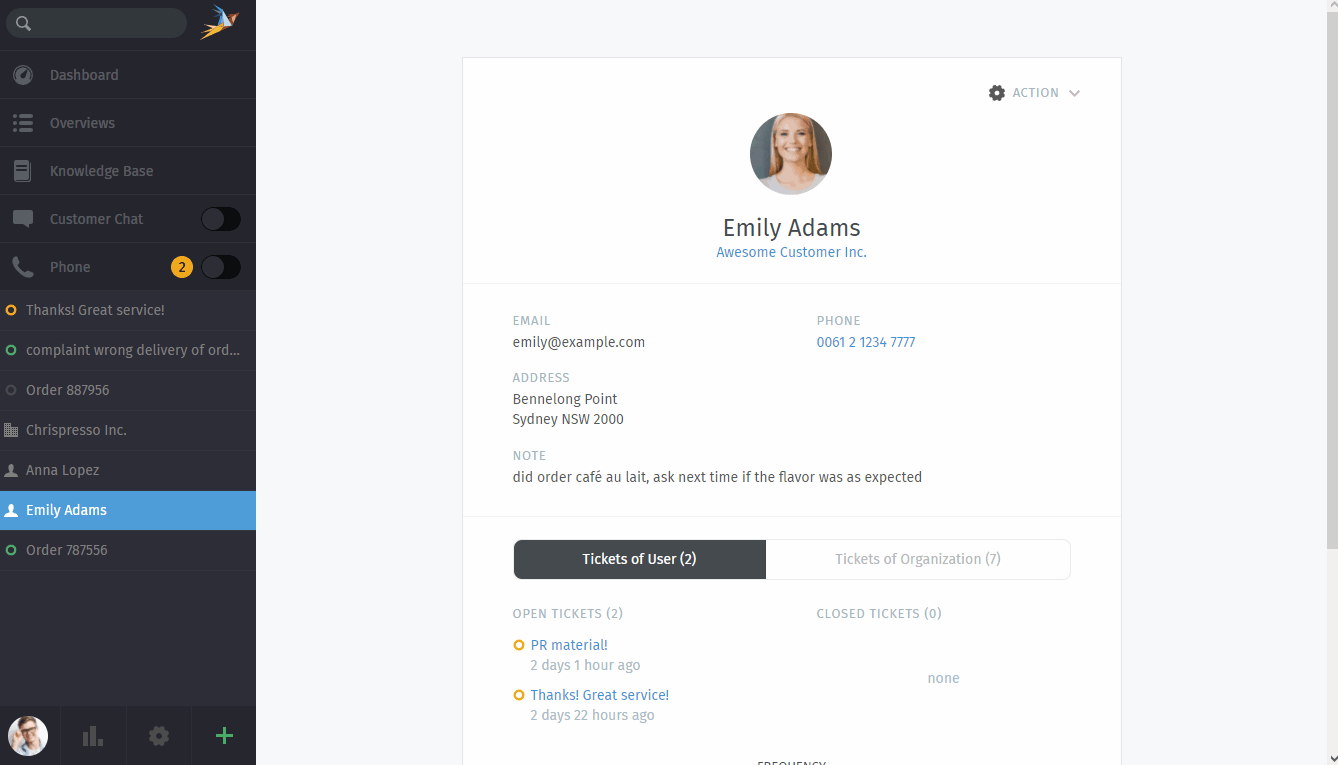 Dashboard
Overviews
Knowledge Base
Customer Chat
Phone 2
Thanks! Great service!
complaint wrong delivery of ord...
Order 887956
Chrispresso Inc.
Anna Lopez
Emily Adams
Order 787556
ACTION
Emily Adams
Awesome Customer Inc.
EMAIL
emily@example.com
PHONE
0061 2 1234 7777
ADDRESS
Bennelong Point
Sydney NSW 2000
NOTE
did order café au lait, ask next time if the flavor was as expected
Tickets of User (2)
Tickets of Organization (7)
OPEN TICKETS (2)
PR material!
2 days 1 hour ago
Thanks! Great service!
2 days 22 hours ago
CLOSED TICKETS (0)
none
FREQUENCY